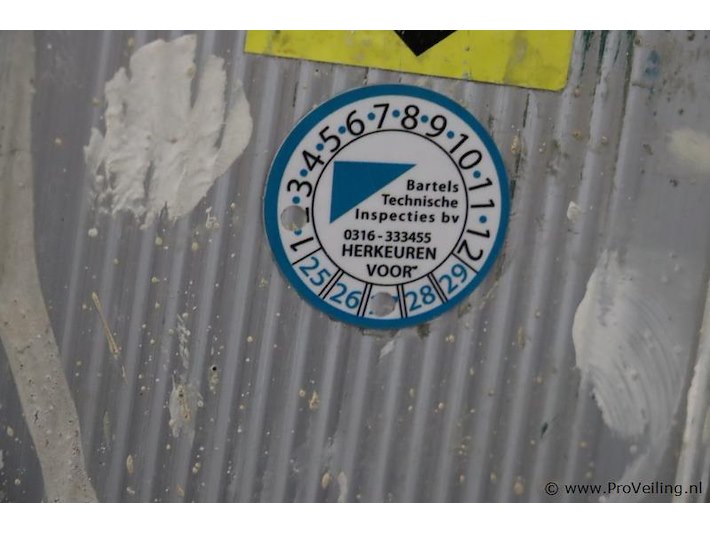 1 3•4•5•6•7•8•9•10•11•12
Bartels
Technische
Inspecties bv
0316 - 333455
HERKEUREN
VOOR
25 26 28 29
© www.ProVeiling.nl